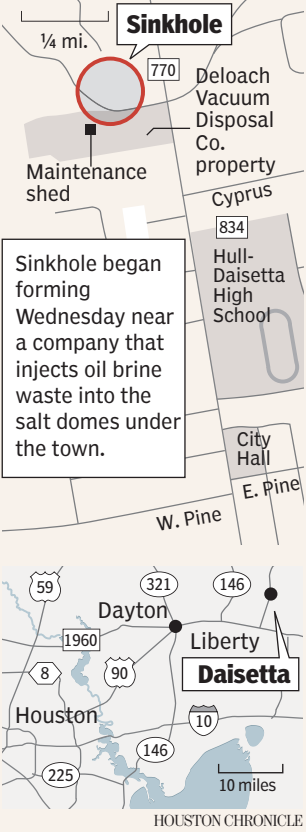 Sinkhole
¼ mi.
770
Deloach
Vacuum
Disposal
Co.
property
Maintenance
shed
Cyprus
834
Hull-
Daisetta
High
School
Sinkhole began
forming
Wednesday near
a company that
injects oil brine
waste into the
salt domes under
the town.
City
Hall
E. Pine
W. Pine
59
321
146
Dayton
1960
Liberty
8
90
Daisetta
Houston
10
146
225
10 miles
HOUSTON CHRONICLE